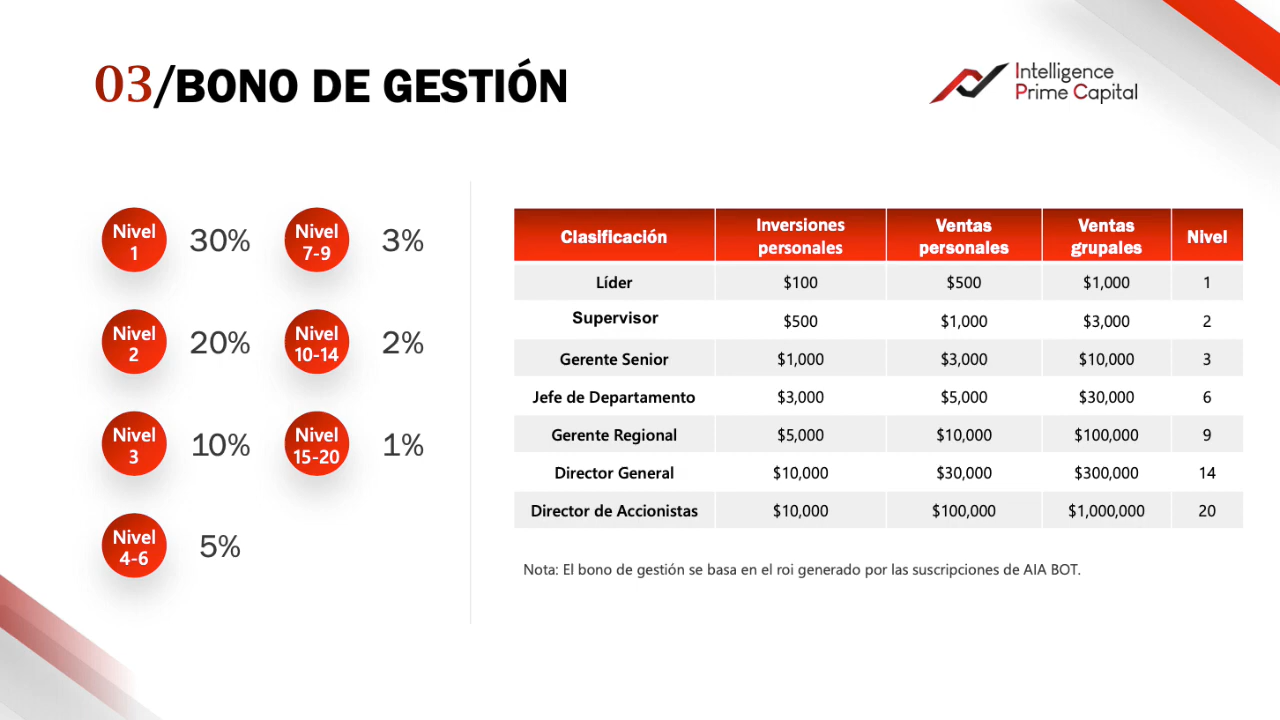 03/BONO DE GESTIÓN
Intelligence
Prime Capital
Nivel
1
30%
Nivel
7-9
3%
Nivel
2
20%
Nivel
10-14
2%
Nivel
3
10%
Nivel
15-20
1%
Nivel
4-6
5%
Clasificación Inversiones personales Ventas personales Ventas grupales Nivel
Líder $100 $500 $1,000 1
Supervisor $500 $1,000 $3,000 2
Gerente Senior $1,000 $3,000 $10,000 3
Jefe de Departamento $3,000 $5,000 $30,000 6
Gerente Regional $5,000 $10,000 $100,000 9
Director General $10,000 $30,000 $300,000 14
Director de Accionistas $10,000 $100,000 $1,000,000 20
Nota: El bono de gestión se basa en el roi generado por las suscripciones de AIA BOT.